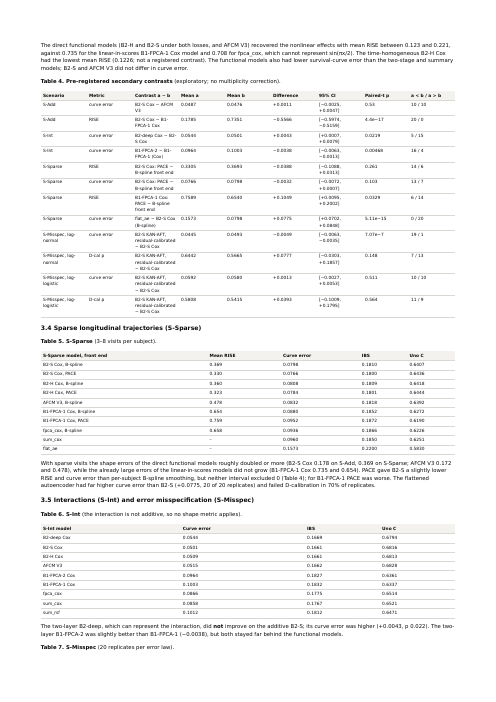 The direct functional models (B2-H and B2-S under both losses, and AFCM V3) recovered the nonlinear effects with mean RISE between 0.123 and 0.221,
against 0.735 for the linear-in-scores B1-FPCA-1 Cox model and 0.708 for fpca_cox, which cannot represent sin(πx/2). The time-homogeneous B2-H Cox
had the lowest mean RISE (0.1226; not a registered contrast). The functional models also had lower survival-curve error than the two-stage and summary
models; B2-S and AFCM V3 did not differ in curve error.
Table 4. Pre-registered secondary contrasts (exploratory; no multiplicity correction).
Scenario Metric Contrast a − b Mean a Mean b Difference 95% CI Paired-t p a < b / a > b
S-Add curve error B2-S Cox − AFCM V3 0.0487 0.0476 +0.0011 [−0.0025, +0.0047] 0.53 10 / 10
S-Add RISE B2-S Cox − B1-FPCA-1 Cox 0.1785 0.7351 −0.5566 [−0.5974, −0.5159] 4.4e−17 20 / 0
S-Int curve error B2-deep Cox − B2-S Cox 0.0544 0.0501 +0.0043 [+0.0007, +0.0079] 0.0219 5 / 15
S-Int curve error B1-FPCA-2 − B1-FPCA-1 (Cox) 0.0964 0.1003 −0.0038 [−0.0063, −0.0013] 0.00468 16 / 4
S-Sparse RISE B2-S Cox: PACE − B-spline front end 0.3305 0.3693 −0.0388 [−0.1088, +0.0313] 0.261 14 / 6
S-Sparse curve error B2-S Cox: PACE − B-spline front end 0.0766 0.0798 −0.0032 [−0.0072, +0.0007] 0.103 13 / 7
S-Sparse RISE B1-FPCA-1 Cox: PACE − B-spline front end 0.7589 0.6540 +0.1049 [+0.0095, +0.2002] 0.0329 6 / 14
S-Sparse curve error flat_ae − B2-S Cox (B-spline) 0.1573 0.0798 +0.0775 [+0.0702, +0.0848] 5.11e−15 0 / 20
S-Misspec, log-normal curve error B2-S KAN-AFT, residual-calibrated − B2-S Cox 0.0445 0.0493 −0.0049 [−0.0063, −0.0035] 7.07e−7 19 / 1
S-Misspec, log-normal D-cal p B2-S KAN-AFT, residual-calibrated − B2-S Cox 0.6442 0.5665 +0.0777 [−0.0303, +0.1857] 0.148 7 / 13
S-Misspec, log-logistic curve error B2-S KAN-AFT, residual-calibrated − B2-S Cox 0.0592 0.0580 +0.0013 [−0.0027, +0.0053] 0.511 10 / 10
S-Misspec, log-logistic D-cal p B2-S KAN-AFT, residual-calibrated − B2-S Cox 0.5808 0.5415 +0.0393 [−0.1009, +0.1795] 0.564 11 / 9
3.4 Sparse longitudinal trajectories (S-Sparse)
Table 5. S-Sparse (3–8 visits per subject).
S-Sparse model, front end Mean RISE Curve error IBS Uno C
B2-S Cox, B-spline 0.369 0.0798 0.1810 0.6407
B2-S Cox, PACE 0.330 0.0766 0.1800 0.6436
B2-H Cox, B-spline 0.360 0.0808 0.1809 0.6418
B2-H Cox, PACE 0.323 0.0784 0.1801 0.6444
AFCM V3, B-spline 0.478 0.0832 0.1818 0.6392
B1-FPCA-1 Cox, B-spline 0.654 0.0880 0.1852 0.6272
B1-FPCA-1 Cox, PACE 0.759 0.0952 0.1872 0.6190
fpca_cox, B-spline 0.658 0.0936 0.1866 0.6226
sum_cox – 0.0960 0.1850 0.6251
flat_ae – 0.1573 0.2200 0.5830
With sparse visits the shape errors of the direct functional models roughly doubled or more (B2-S Cox 0.178 on S-Add, 0.369 on S-Sparse; AFCM V3 0.172
and 0.478), while the already large errors of the linear-in-scores models did not grow (B1-FPCA-1 Cox 0.735 and 0.654). PACE gave B2-S a slightly lower
RISE and curve error than per-subject B-spline smoothing, but neither interval excluded 0 (Table 4); for B1-FPCA-1 PACE was worse. The flattened
autoencoder had far higher curve error than B2-S (+0.0775, 20 of 20 replicates) and failed D-calibration in 70% of replicates.
3.5 Interactions (S-Int) and error misspecification (S-Misspec)
Table 6. S-Int (the interaction is not additive, so no shape metric applies).
S-Int model Curve error IBS Uno C
B2-deep Cox 0.0544 0.1669 0.6794
B2-S Cox 0.0501 0.1661 0.6816
B2-H Cox 0.0509 0.1661 0.6813
AFCM V3 0.0515 0.1662 0.6828
B1-FPCA-2 Cox 0.0964 0.1827 0.6361
B1-FPCA-1 Cox 0.1003 0.1832 0.6337
fpca_cox 0.0866 0.1775 0.6513
sum_cox 0.0858 0.1767 0.6521
sum_rsf 0.1012 0.1812 0.6471
The two-layer B2-deep, which can represent the interaction, did not improve on the additive B2-S; its curve error was higher (+0.0043, p 0.022). The two-
layer B1-FPCA-2 was slightly better than B1-FPCA-1 (−0.0038), but both stayed far behind the functional models.
Table 7. S-Misspec (20 replicates per error law).